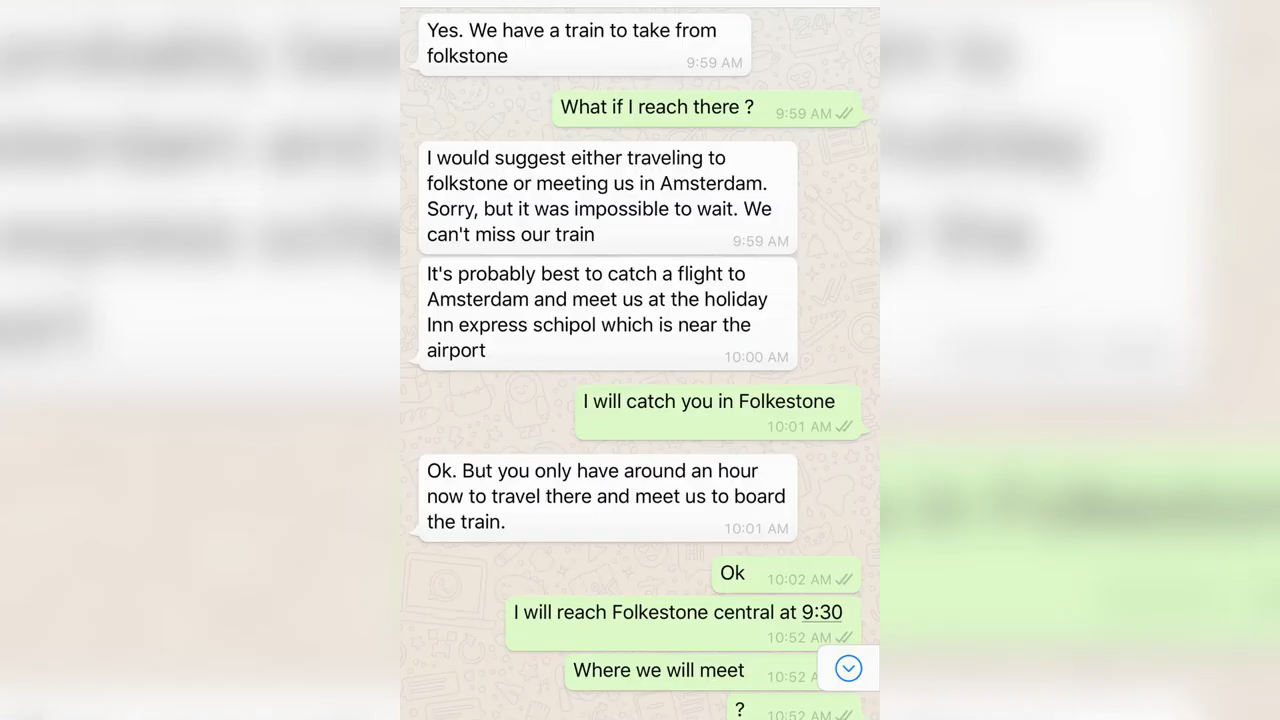 Yes. We have a train to take from
folkstone
9:59 AM
What if I reach there ?
9:59 AM
I would suggest either traveling to
folkstone or meeting us in Amsterdam.
Sorry, but it was impossible to wait. We
can't miss our train
9:59 AM
It's probably best to catch a flight to
Amsterdam and meet us at the holiday
Inn express schipol which is near the
airport
10:00 AM
I will catch you in Folkestone
10:01 AM
Ok. But you only have around an hour
now to travel there and meet us to board
the train.
10:01 AM
Ok
10:02 AM
I will reach Folkestone central at 9:30
10:52 AM
Where we will meet
10:52 A
?
10:52 AM